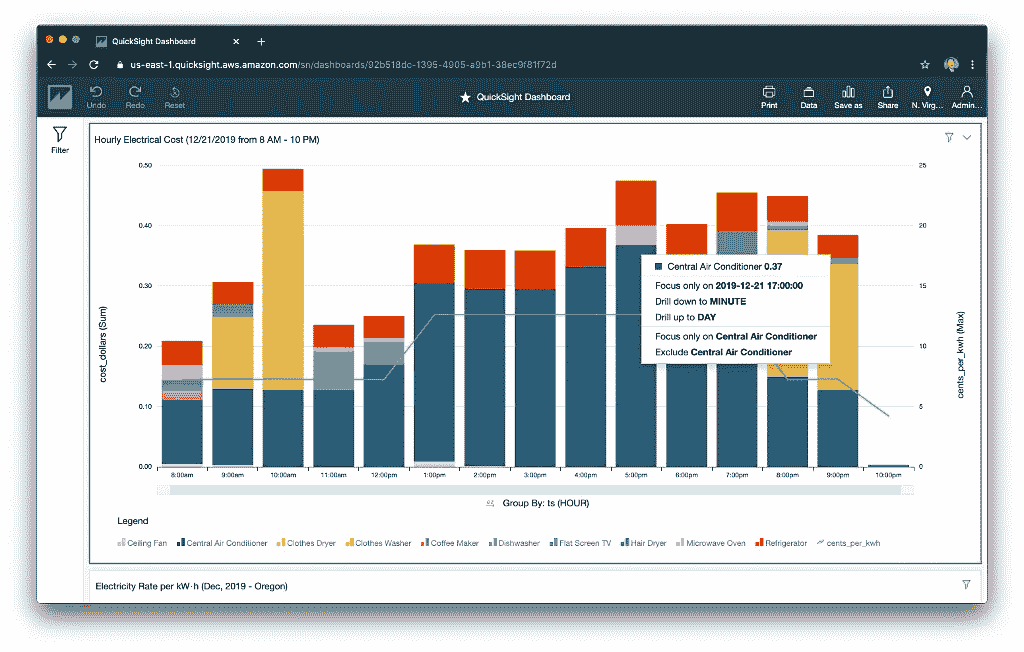 QuickSight Dashboard
us-east-1.quicksight.aws.amazon.com/sn/dashboards/92b518dc-1395-4905-a9b1-38ec9f81f72d
Undo Redo Reset
QuickSight Dashboard
Print Data Save as Share N. Virg... Admin...
Filter
Hourly Electrical Cost (12/21/2019 from 8 AM - 10 PM)
0.50 25
0.40 20
0.30 15
0.20 10
0.10 5
0.00 0
cost_dollars (Sum)
cents_per_kwh (Max)
Central Air Conditioner 0.37
Focus only on 2019-12-21 17:00:00
Drill down to MINUTE
Drill up to DAY
Focus only on Central Air Conditioner
Exclude Central Air Conditioner
8:00am 9:00am 10:00am 11:00am 12:00pm 1:00pm 2:00pm 3:00pm 4:00pm 5:00pm 6:00pm 7:00pm 8:00pm 9:00pm 10:00pm
Group By: ts (HOUR)
Legend
Ceiling Fan Central Air Conditioner Clothes Dryer Clothes Washer Coffee Maker Dishwasher Flat Screen TV Hair Dryer Microwave Oven Refrigerator cents_per_kwh
Electricity Rate per kW·h (Dec, 2019 - Oregon)